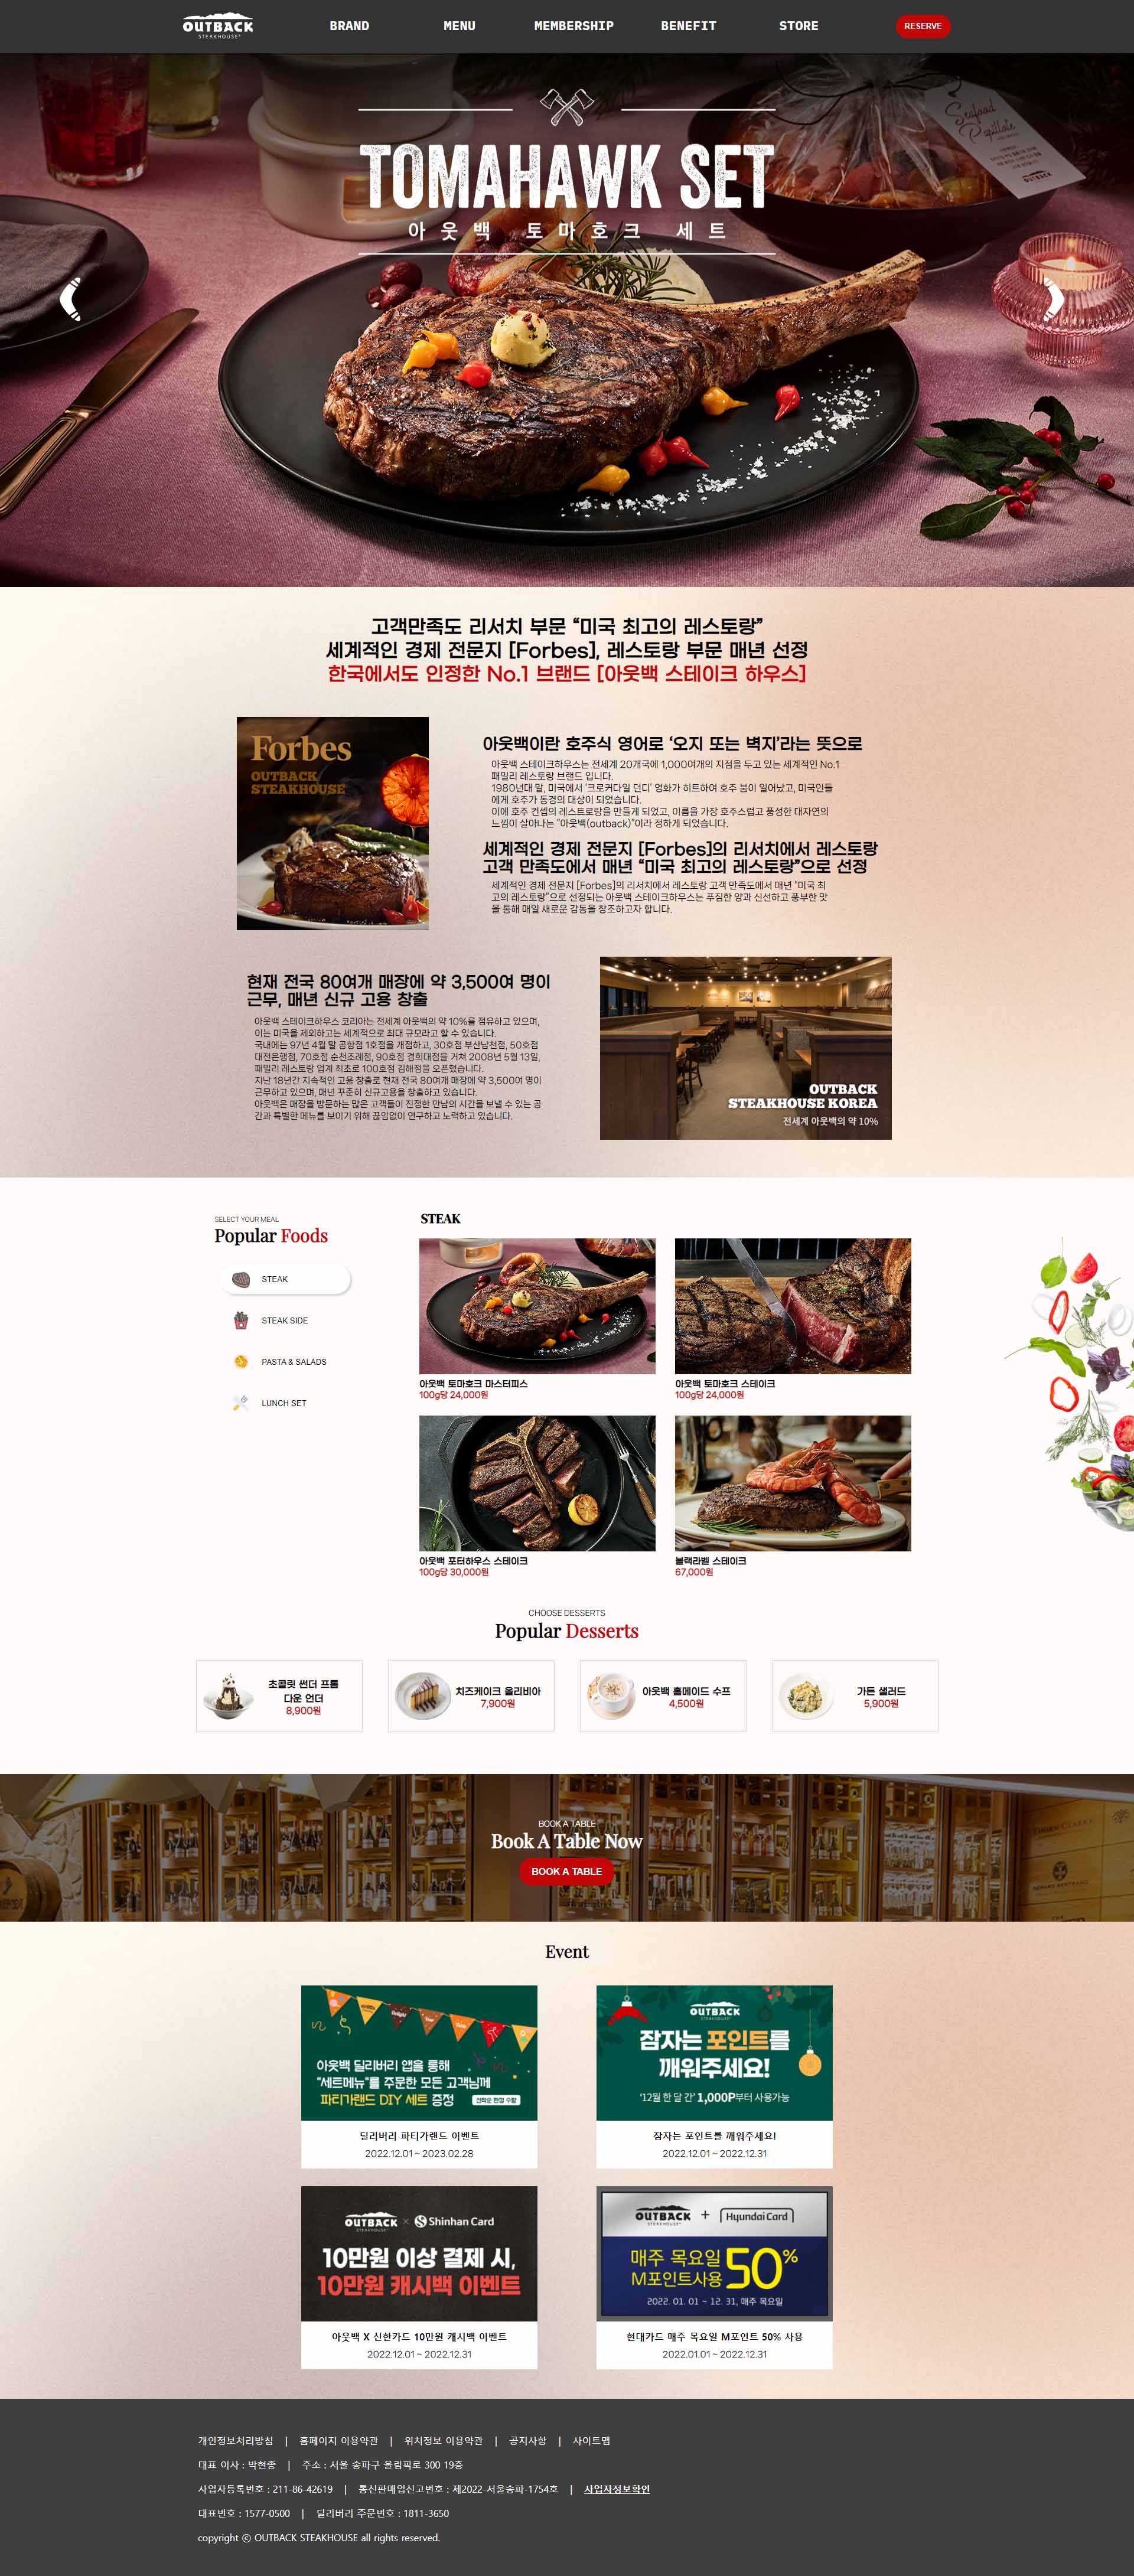 OUTBACK
STEAKHOUSE
BRAND MENU MEMBERSHIP BENEFIT STORE RESERVE
Seafood
Papillote
OUTBACK
TOMAHAWK SET
아웃백 토마호크 세트
고객만족도 리서치 부문 “미국 최고의 레스토랑”
세계적인 경제 전문지 [Forbes], 레스토랑 부문 매년 선정
한국에서도 인정한 No.1 브랜드 [아웃백 스테이크 하우스]
Forbes
OUTBACK
STEAKHOUSE
아웃백이란 호주식 영어로 ‘오지 또는 벽지’라는 뜻으로
아웃백 스테이크하우스는 전세계 20개국에 1,000여개의 지점을 두고 있는 세계적인 No.1
패밀리 레스토랑 브랜드 입니다.
1980년대 말, 미국에서 ‘크로커다일 던디’ 영화가 히트하여 호주 붐이 일어났고, 미국인들
에게 호주가 동경의 대상이 되었습니다.
이에 호주 컨셉의 레스트로랑을 만들게 되었고, 이름을 가장 호주스럽고 풍성한 대자연의
느낌이 살아나는 “아웃백(outback)”이라 정하게 되었습니다.
세계적인 경제 전문지 [Forbes]의 리서치에서 레스토랑
고객 만족도에서 매년 “미국 최고의 레스토랑”으로 선정
세계적인 경제 전문지 [Forbes]의 리서치에서 레스토랑 고객 만족도에서 매년 “미국 최
고의 레스토랑”으로 선정되는 아웃백 스테이크하우스는 푸짐한 양과 신선하고 풍부한 맛
을 통해 매일 새로운 감동을 창조하고자 합니다.
현재 전국 80여개 매장에 약 3,500여 명이
근무, 매년 신규 고용 창출
아웃백 스테이크하우스 코리아는 전세계 아웃백의 약 10%를 점유하고 있으며,
이는 미국을 제외하고는 세계적으로 최대 규모라고 할 수 있습니다.
국내에는 97년 4월 말 공항점 1호점을 개점하고, 30호점 부산남천점, 50호점
대전은행점, 70호점 순천조례점, 90호점 경희대점을 거쳐 2008년 5월 13일,
패밀리 레스토랑 업계 최초로 100호점 김해점을 오픈했습니다.
지난 18년간 지속적인 고용 창출로 현재 전국 80여개 매장에 약 3,500여 명이
근무하고 있으며, 매년 꾸준히 신규고용을 창출하고 있습니다.
아웃백은 매장을 방문하는 많은 고객들이 진정한 만남의 시간을 보낼 수 있는 공
간과 특별한 메뉴를 보이기 위해 끊임없이 연구하고 노력하고 있습니다.
OUTBACK
STEAKHOUSE KOREA
전세계 아웃백의 약 10%
SELECT YOUR MEAL
Popular Foods
STEAK
STEAK SIDE
PASTA & SALADS
LUNCH SET
STEAK
아웃백 토마호크 마스터피스
100g당 24,000원
아웃백 토마호크 스테이크
100g당 24,000원
아웃백 포터하우스 스테이크
100g당 30,000원
블랙라벨 스테이크
67,000원
CHOOSE DESSERTS
Popular Desserts
초콜릿 썬더 프롬
다운 언더
8,900원
치즈케이크 올리비아
7,900원
아웃백 홈메이드 수프
4,500원
가든 샐러드
5,900원
BOOK A TABLE
Book A Table Now
BOOK A TABLE
Event
아웃백 딜리버리 앱을 통해
“세트메뉴”를 주문한 모든 고객님께
파티가랜드 DIY 세트 증정 선착순 한정 수량
딜리버리 파티가랜드 이벤트
2022.12.01 ~ 2023.02.28
OUTBACK
STEAKHOUSE
잠자는 포인트를
깨워주세요!
‘12월 한 달 간’ 1,000P부터 사용가능
잠자는 포인트를 깨워주세요!
2022.12.01 ~ 2022.12.31
OUTBACK STEAKHOUSE × Shinhan Card
10만원 이상 결제 시,
10만원 캐시백 이벤트
아웃백 X 신한카드 10만원 캐시백 이벤트
2022.12.01 ~ 2022.12.31
OUTBACK STEAKHOUSE + Hyundai Card
매주 목요일
M포인트사용 50%
2022. 01. 01 ~ 12. 31, 매주 목요일
현대카드 매주 목요일 M포인트 50% 사용
2022.01.01 ~ 2022.12.31
개인정보처리방침 | 홈페이지 이용약관 | 위치정보 이용약관 | 공지사항 | 사이트맵
대표 이사 : 박현종 | 주소 : 서울 송파구 올림픽로 300 19층
사업자등록번호 : 211-86-42619 | 통신판매업신고번호 : 제2022-서울송파-1754호 | 사업자정보확인
대표번호 : 1577-0500 | 딜리버리 주문번호 : 1811-3650
copyright ⓒ OUTBACK STEAKHOUSE all rights reserved.